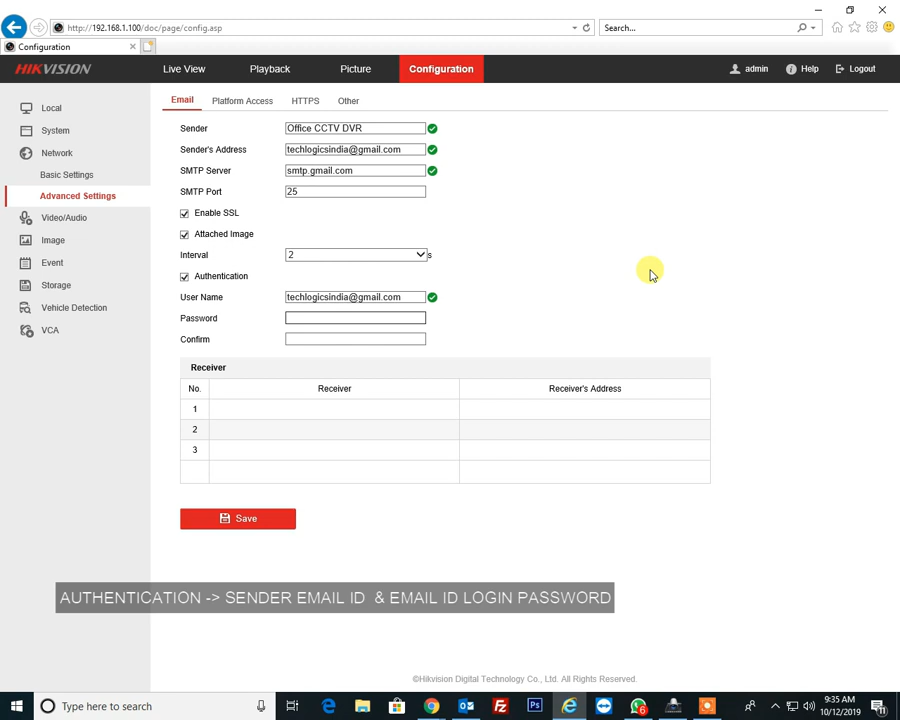 http://192.168.1.100/doc/page/config.asp
Search...
Configuration
HIKVISION
Live View
Playback
Picture
Configuration
admin
Help
Logout
Local
System
Network
Basic Settings
Advanced Settings
Video/Audio
Image
Event
Storage
Vehicle Detection
VCA
Email
Platform Access
HTTPS
Other
Sender
Office CCTV DVR
Sender's Address
techlogicsindia@gmail.com
SMTP Server
smtp.gmail.com
SMTP Port
25
Enable SSL
Attached Image
Interval
2
s
Authentication
User Name
techlogicsindia@gmail.com
Password
Confirm
Receiver
No.
Receiver
Receiver's Address
1
2
3
Save
AUTHENTICATION -> SENDER EMAIL ID & EMAIL ID LOGIN PASSWORD
©Hikvision Digital Technology Co., Ltd. All Rights Reserved.
Type here to search
Fz
Ps
6
9:35 AM
10/12/2019
11